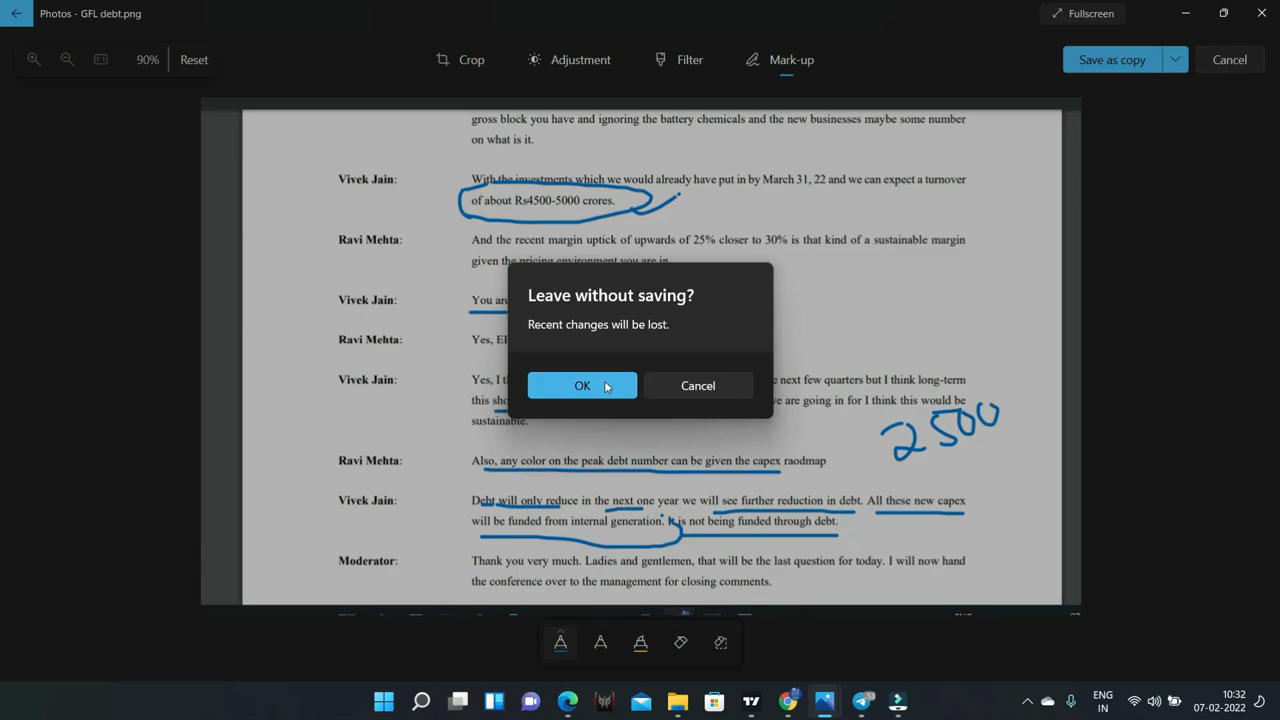 Photos - GFL debt.png
Fullscreen
90%
Reset
Crop
Adjustment
Filter
Mark-up
Save as copy
Cancel
gross block you have and ignoring the battery chemicals and the new businesses maybe some number
on what is it.
Vivek Jain: With the investments which we would already have put in by March 31, 22 and we can expect a turnover
of about Rs4500-5000 crores.
Ravi Mehta: And the recent margin uptick of upwards of 25% closer to 30% is that kind of a sustainable margin
given the pricing environment you are in.
Vivek Jain: You are
Ravi Mehta: Yes,
Vivek Jain: Yes, I
e next few quarters but I think long-term
this
e are going in for I think this would be
sustainable.
2500
Leave without saving?
Recent changes will be lost.
OK
Cancel
Ravi Mehta: Also, any color on the peak debt number can be given the capex raodmap
Vivek Jain: Debt will only reduce in the next one year we will see further reduction in debt. All these new capex
will be funded from internal generation. It is not being funded through debt.
Moderator: Thank you very much. Ladies and gentlemen, that will be the last question for today. I will now hand
the conference over to the management for closing comments.
ENG
IN
10:32
07-02-2022